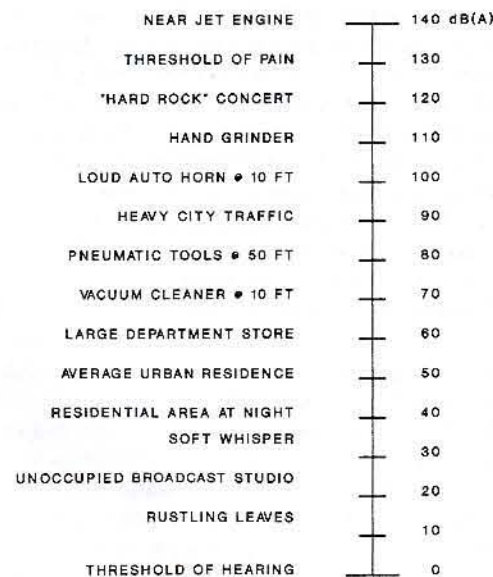 NEAR JET ENGINE 140 dB(A)
THRESHOLD OF PAIN 130
"HARD ROCK" CONCERT 120
HAND GRINDER 110
LOUD AUTO HORN @ 10 FT 100
HEAVY CITY TRAFFIC 90
PNEUMATIC TOOLS @ 50 FT 80
VACUUM CLEANER @ 10 FT 70
LARGE DEPARTMENT STORE 60
AVERAGE URBAN RESIDENCE 50
RESIDENTIAL AREA AT NIGHT 40
SOFT WHISPER
30
UNOCCUPIED BROADCAST STUDIO
20
RUSTLING LEAVES
10
THRESHOLD OF HEARING 0